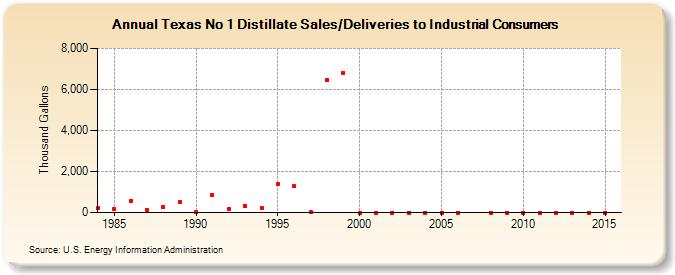 Annual Texas No 1 Distillate Sales/Deliveries to Industrial Consumers
Thousand Gallons
8,000
6,000
4,000
2,000
0
1985 1990 1995 2000 2005 2010 2015
Source: U.S. Energy Information Administration